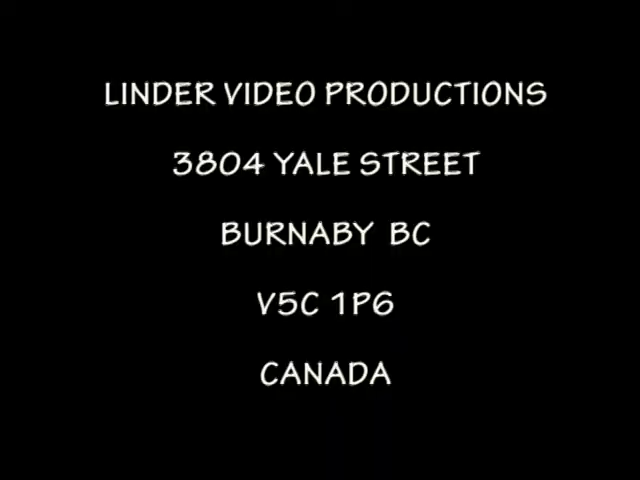 LINDER VIDEO PRODUCTIONS
3804 YALE STREET
BURNABY BC
V5C 1P6
CANADA